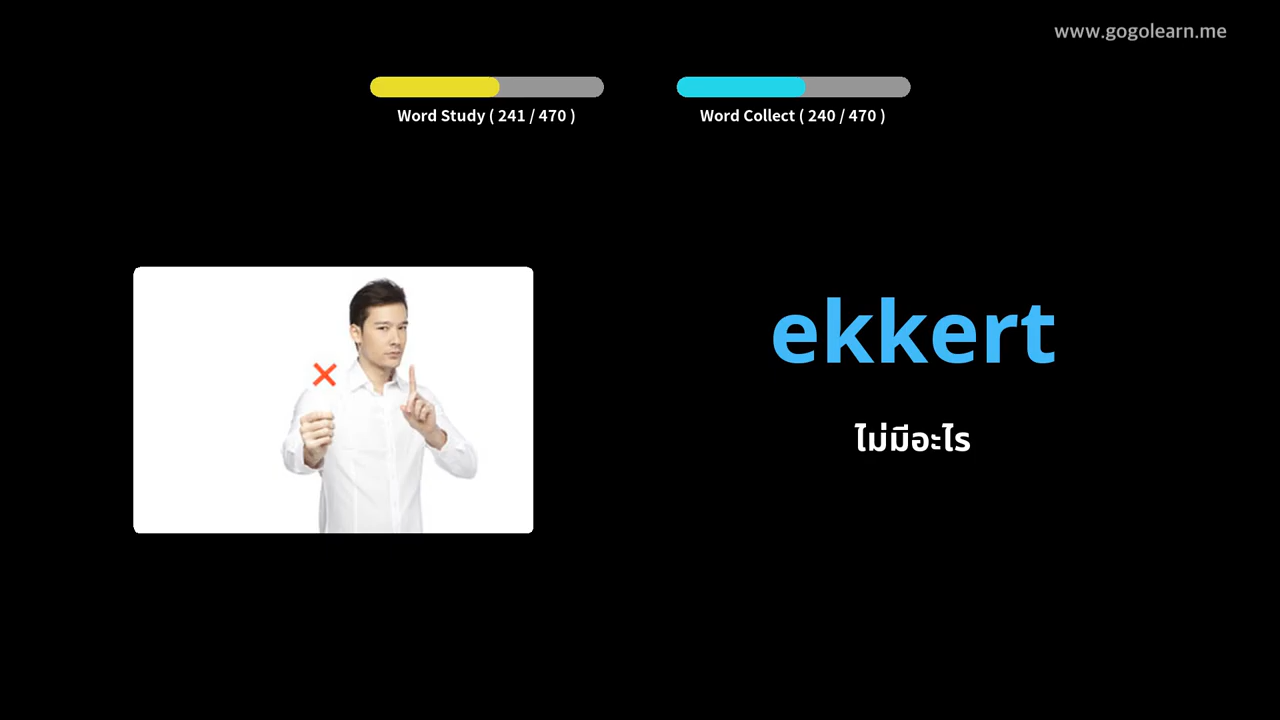 www.gogolearn.me
Word Study ( 241 / 470 )
Word Collect ( 240 / 470 )
ekkert
ไม่มีอะไร